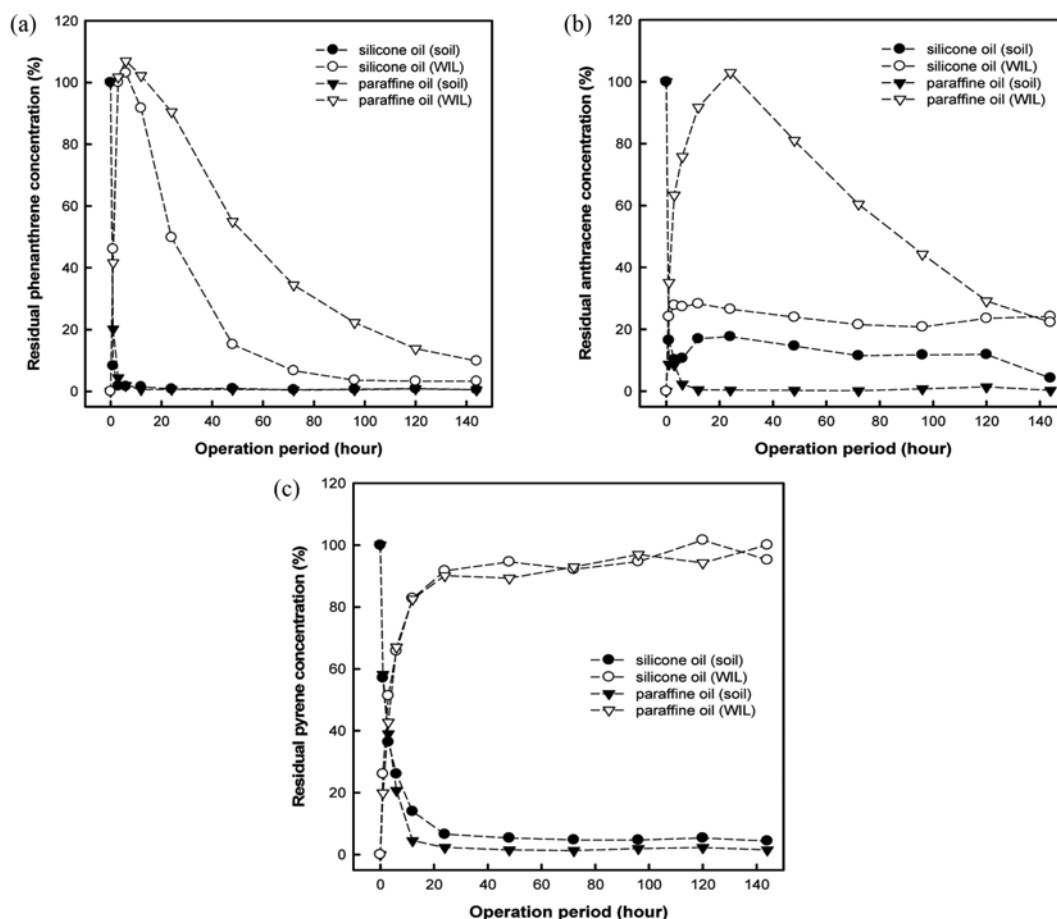 (a)
120
100
80
60
40
20
0
Residual phenanthrene concentration (%)
silicone oil (soil)
silicone oil (WIL)
paraffine oil (soil)
paraffine oil (WIL)
0 20 40 60 80 100 120 140
Operation period (hour)
(b)
120
100
80
60
40
20
0
Residual anthracene concentration (%)
silicone oil (soil)
silicone oil (WIL)
paraffine oil (soil)
paraffine oil (WIL)
0 20 40 60 80 100 120 140
Operation period (hour)
(c)
120
100
80
60
40
20
0
Residual pyrene concentration (%)
silicone oil (soil)
silicone oil (WIL)
paraffine oil (soil)
paraffine oil (WIL)
0 20 40 60 80 100 120 140
Operation period (hour)